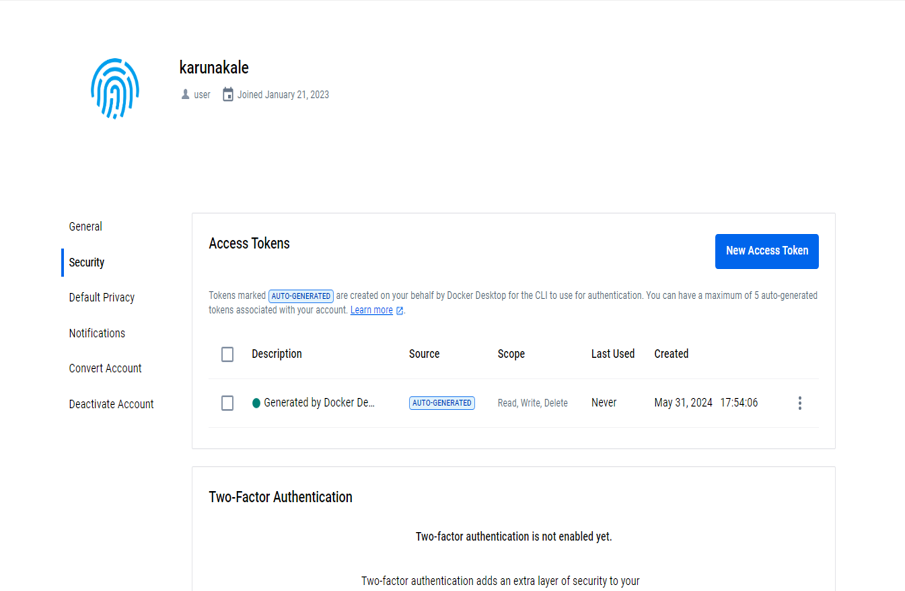 karunakale
user Joined January 21, 2023
General
Security
Default Privacy
Notifications
Convert Account
Deactivate Account
Access Tokens
New Access Token
Tokens marked AUTO-GENERATED are created on your behalf by Docker Desktop for the CLI to use for authentication. You can have a maximum of 5 auto-generated
tokens associated with your account. Learn more.
Description Source Scope Last Used Created
Generated by Docker De... AUTO-GENERATED Read, Write, Delete Never May 31, 2024 17:54:06
Two-Factor Authentication
Two-factor authentication is not enabled yet.
Two-factor authentication adds an extra layer of security to your